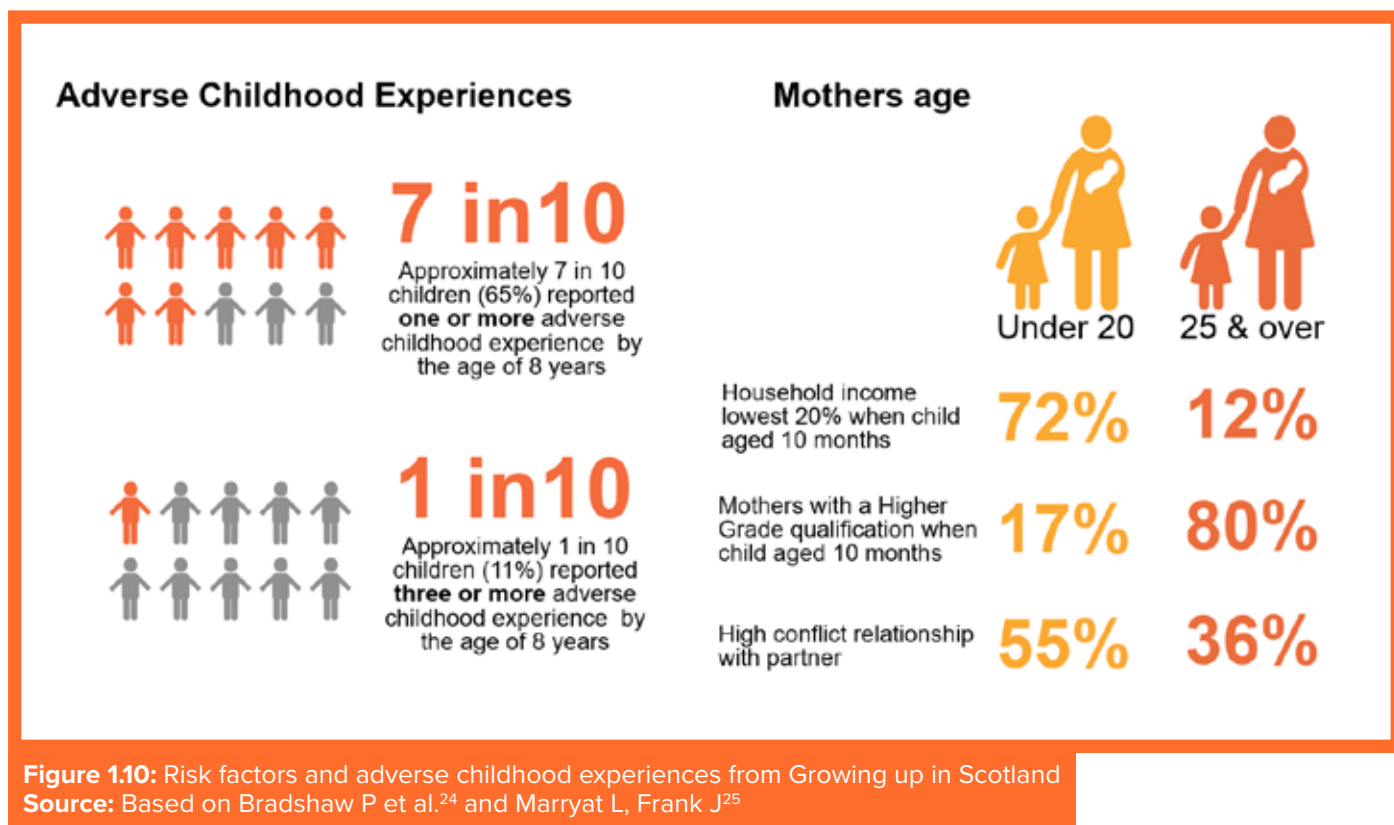 Adverse Childhood Experiences
7 in10
Approximately 7 in 10
children (65%) reported
one or more adverse
childhood experience by
the age of 8 years
1 in10
Approximately 1 in 10
children (11%) reported
three or more adverse
childhood experience by
the age of 8 years
Mothers age
Under 20 25 & over
Household income
lowest 20% when child
aged 10 months
72% 12%
Mothers with a Higher
Grade qualification when
child aged 10 months
17% 80%
High conflict relationship
with partner
55% 36%
Figure 1.10: Risk factors and adverse childhood experiences from Growing up in Scotland
Source: Based on Bradshaw P et al.²⁴ and Marryat L, Frank J²⁵